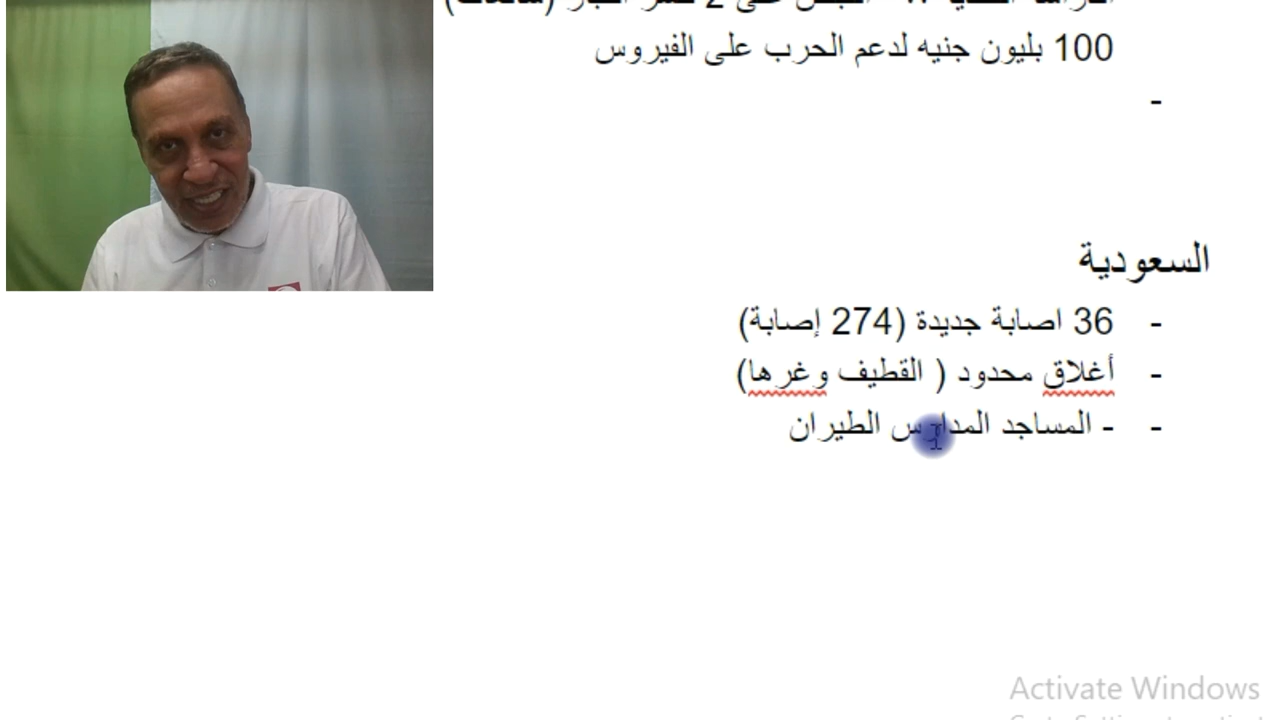 100 بليون جنيه لدعم الحرب على الفيروس
-
السعودية
- 36 اصابة جديدة (274 إصابة)
- أغلاق محدود ( القطيف وغرها)
- - المساجد المدارس الطيران
Activate Windows